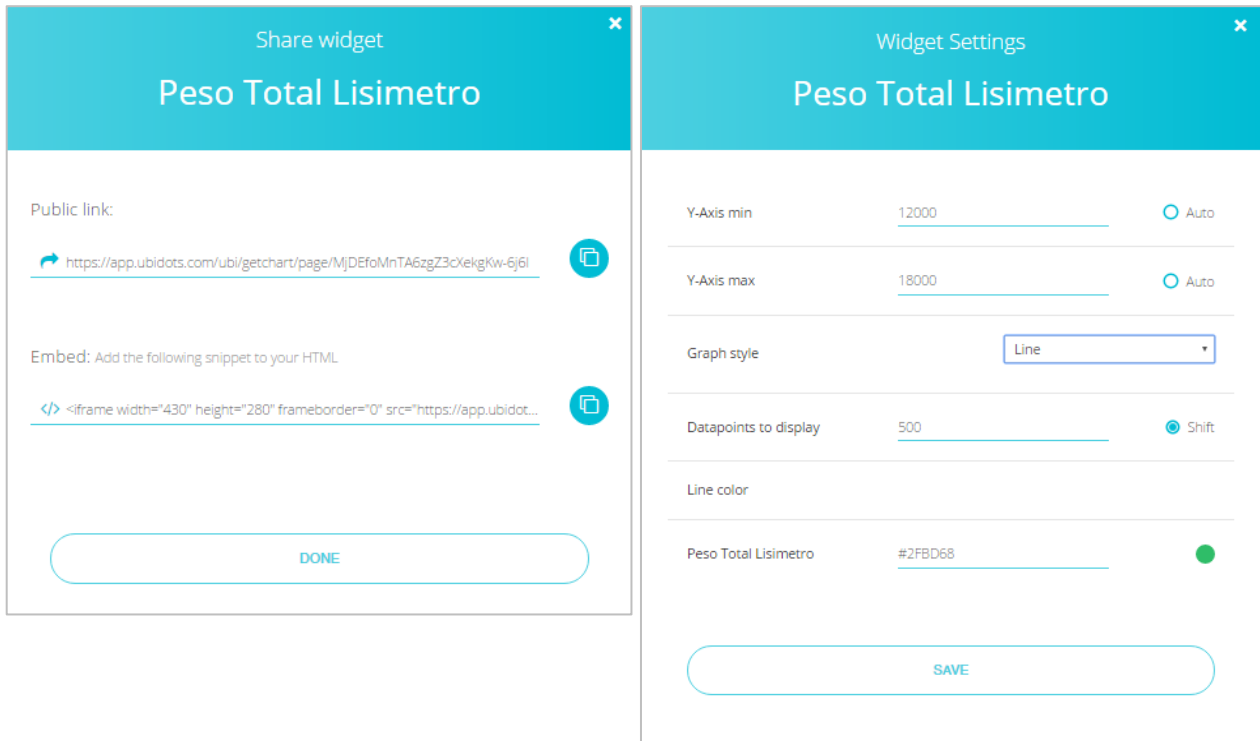 Share widget
Peso Total Lisimetro
Public link:
https://app.ubidots.com/ubi/getchart/page/MjDEfoMnTA6zgZ3cXekgKw-6j6l
Embed: Add the following snippet to your HTML
</> <iframe width="430" height="280" frameborder="0" src="https://app.ubidot...
DONE
Widget Settings
Peso Total Lisimetro
Y-Axis min 12000 Auto
Y-Axis max 18000 Auto
Graph style Line
Datapoints to display 500 Shift
Line color
Peso Total Lisimetro #2FBD68
SAVE